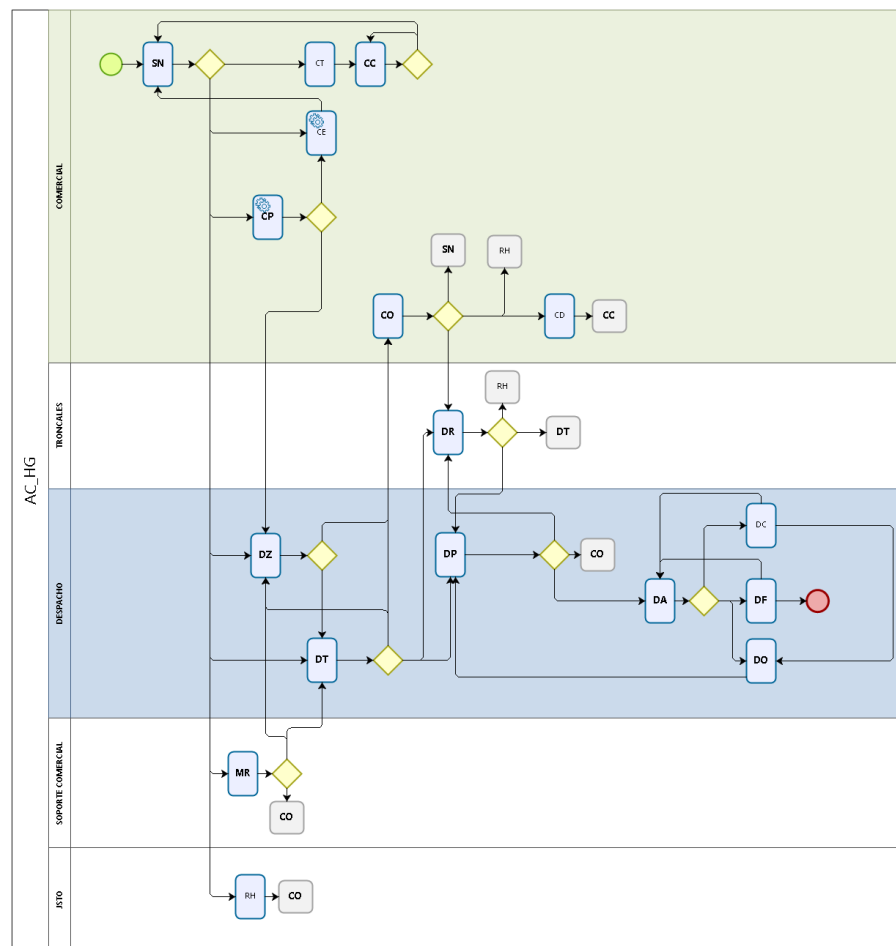 AC_HG
COMERCIAL
SN
CT
CC
CE
CP
SN
RH
CO
CD
CC
TRONCALES
RH
DR
DT
DESPACHO
DC
DZ
DP
CO
DA
DF
DT
DO
SOPORTE COMERCIAL
MR
CO
JSTO
RH
CO